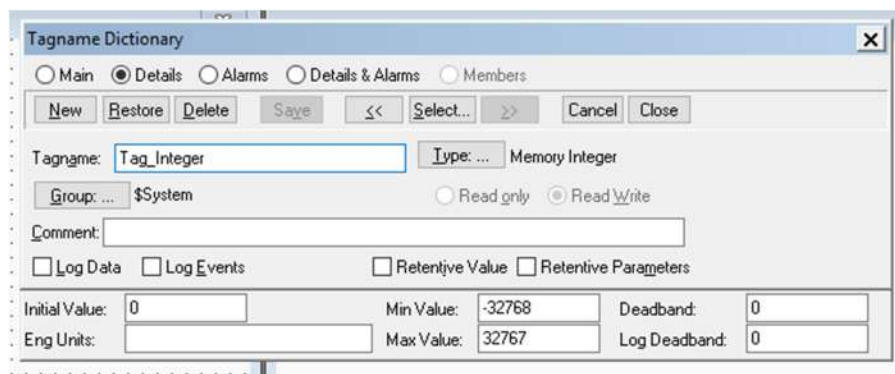 Tagname Dictionary
Main Details Alarms Details & Alarms Members
New Restore Delete Save << Select... >> Cancel Close
Tagname: Tag_Integer Type: ... Memory Integer
Group: ... $System Read only Read Write
Comment:
Log Data Log Events Retentive Value Retentive Parameters
Initial Value: 0 Min Value: -32768 Deadband: 0
Eng Units: Max Value: 32767 Log Deadband: 0